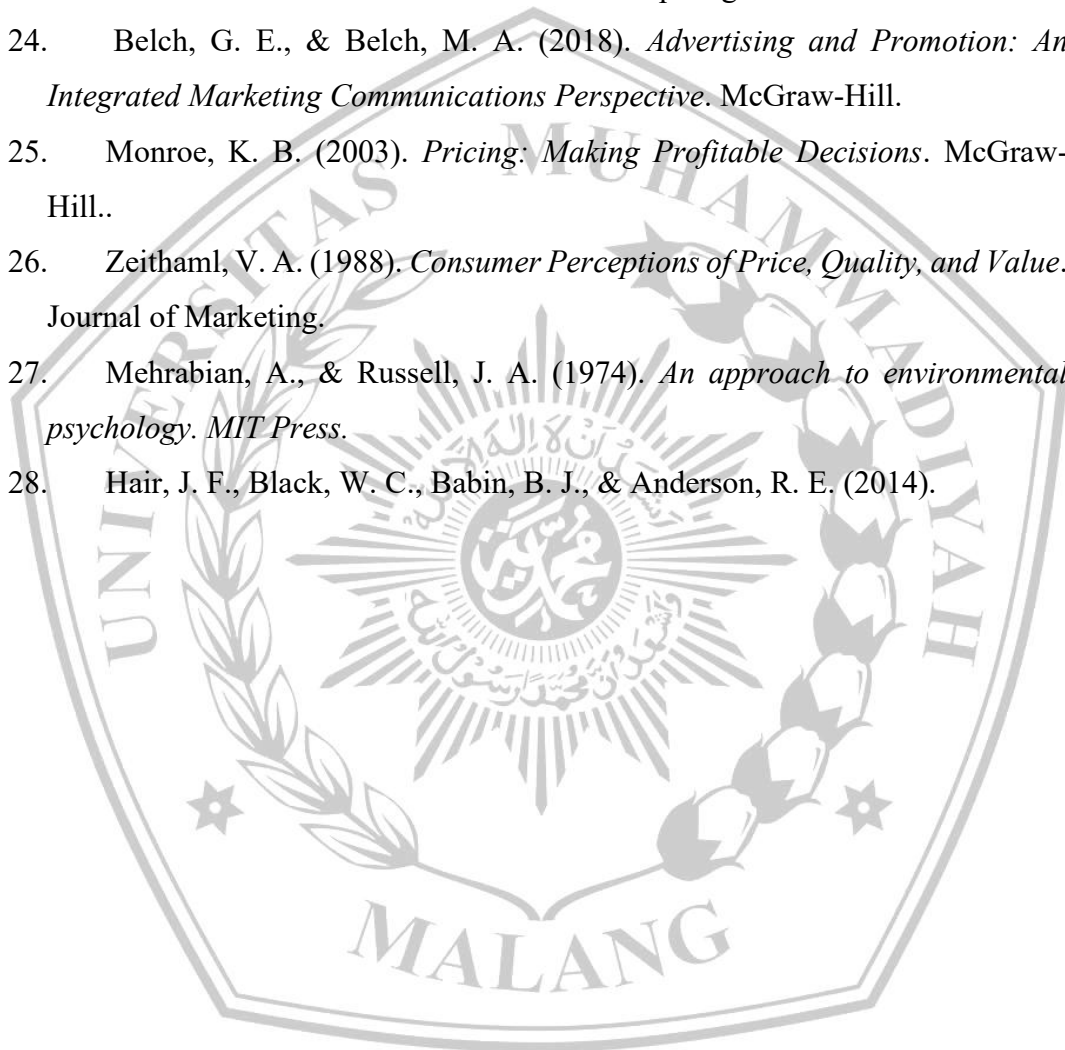 24. Belch, G. E., & Belch, M. A. (2018). Advertising and Promotion: An
Integrated Marketing Communications Perspective. McGraw-Hill.
25. Monroe, K. B. (2003). Pricing: Making Profitable Decisions. McGraw-
Hill..
26. Zeithaml, V. A. (1988). Consumer Perceptions of Price, Quality, and Value.
Journal of Marketing.
27. Mehrabian, A., & Russell, J. A. (1974). An approach to environmental
psychology. MIT Press.
28. Hair, J. F., Black, W. C., Babin, B. J., & Anderson, R. E. (2014).
UNIVERSITAS MUHAMMADIYAH
MALANG